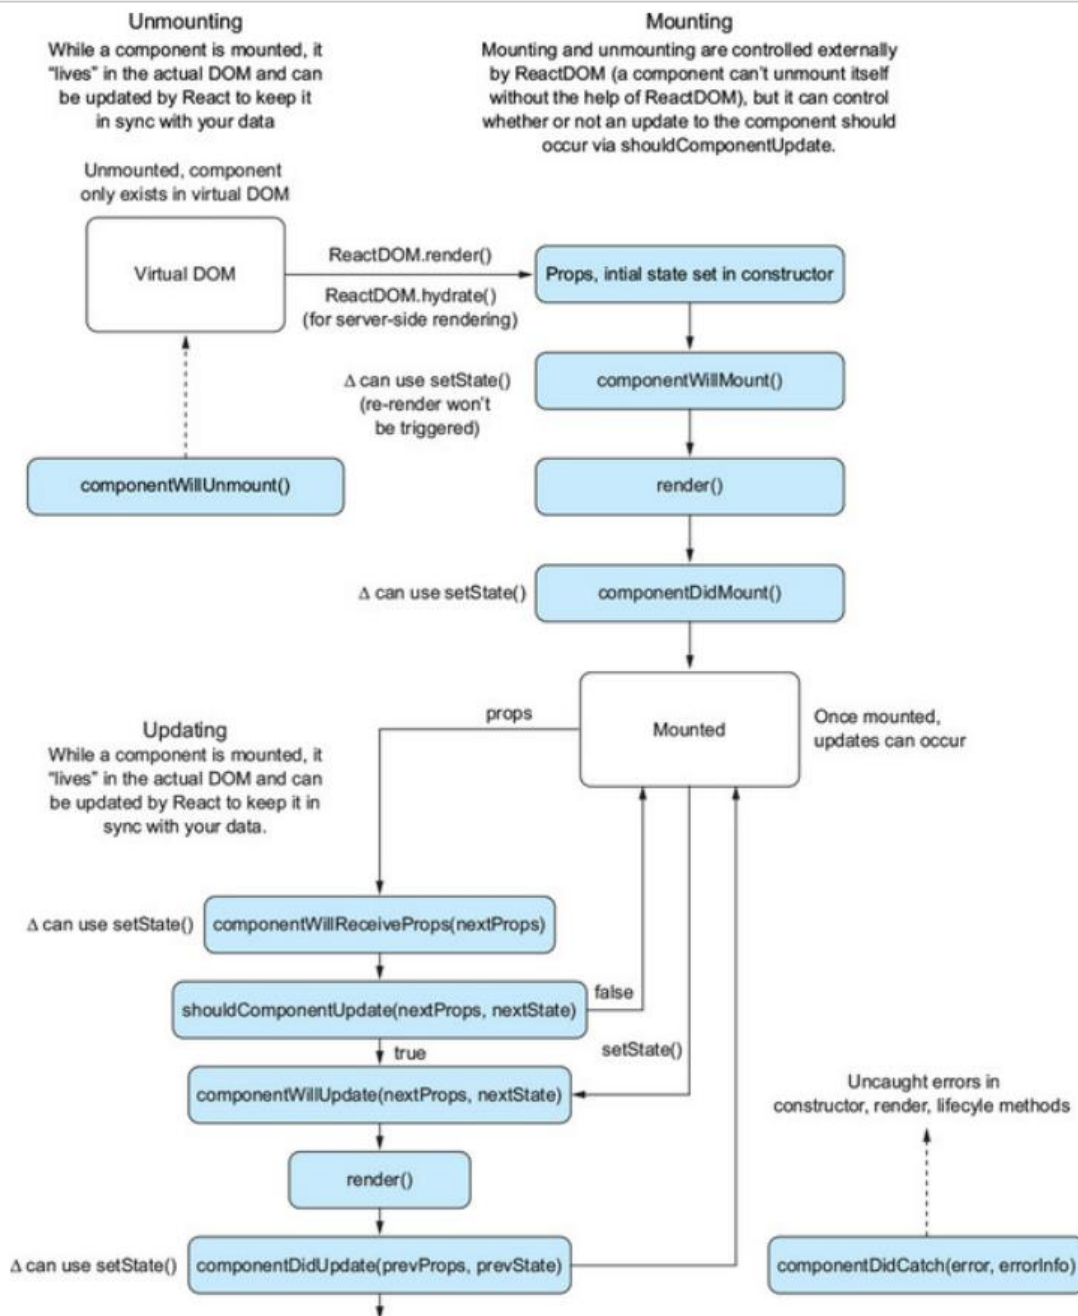 Unmounting
While a component is mounted, it
“lives” in the actual DOM and can
be updated by React to keep it
in sync with your data
Mounting
Mounting and unmounting are controlled externally
by ReactDOM (a component can’t unmount itself
without the help of ReactDOM), but it can control
whether or not an update to the component should
occur via shouldComponentUpdate.
Unmounted, component
only exists in virtual DOM
Virtual DOM
ReactDOM.render()
ReactDOM.hydrate()
(for server-side rendering)
Props, intial state set in constructor
Δ can use setState()
(re-render won’t
be triggered)
componentWillMount()
componentWillUnmount()
render()
Δ can use setState()
componentDidMount()
props
Mounted
Once mounted,
updates can occur
Updating
While a component is mounted, it
“lives” in the actual DOM and can
be updated by React to keep it in
sync with your data.
Δ can use setState()
componentWillReceiveProps(nextProps)
shouldComponentUpdate(nextProps, nextState)
false
true
setState()
componentWillUpdate(nextProps, nextState)
Uncaught errors in
constructor, render, lifecyle methods
render()
Δ can use setState()
componentDidUpdate(prevProps, prevState)
componentDidCatch(error, errorInfo)